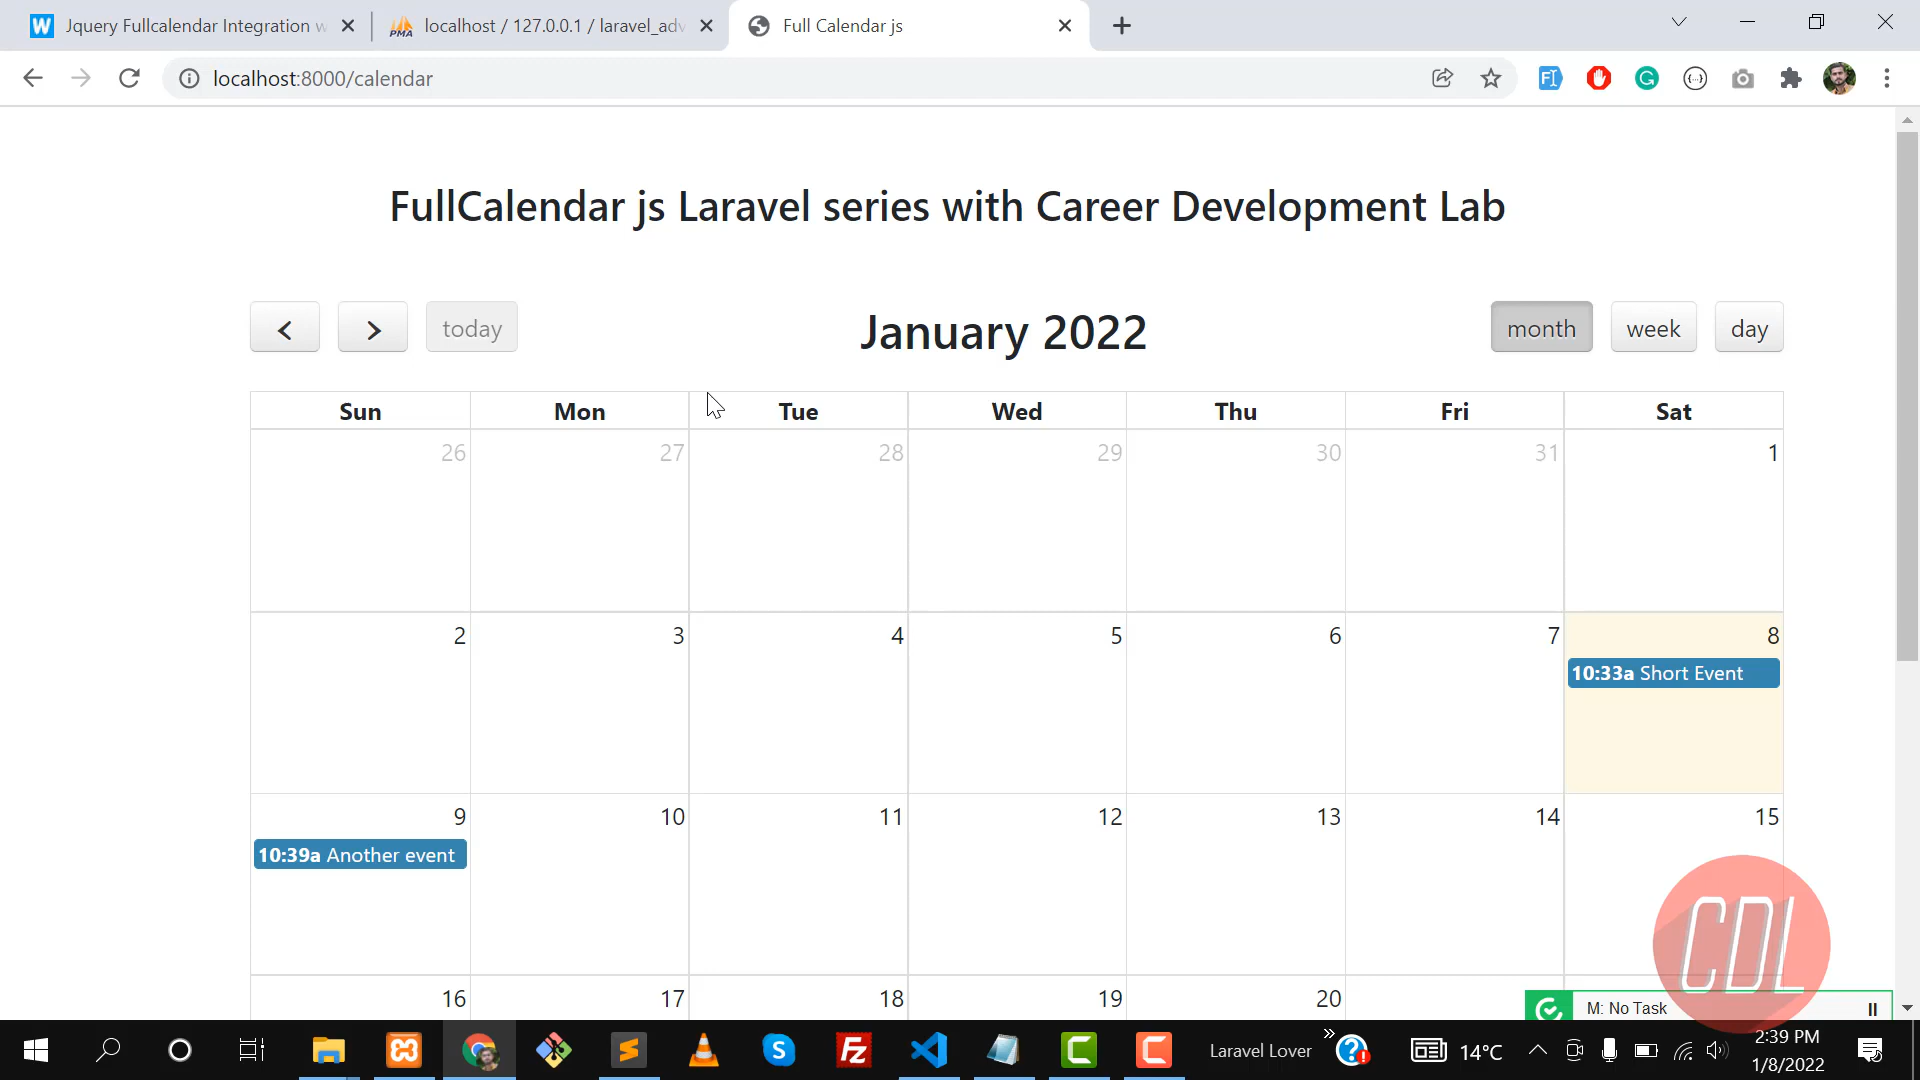 Jquery Fullcalendar Integration w
localhost / 127.0.0.1 / laravel_adv
Full Calendar js
localhost:8000/calendar
FullCalendar js Laravel series with Career Development Lab
today
January 2022
month
week
day
Sun Mon Tue Wed Thu Fri Sat
26 27 28 29 30 31 1
2 3 4 5 6 7 8
10:33a Short Event
9 10 11 12 13 14 15
10:39a Another event
16 17 18 19 20
CDL
M: No Task
Laravel Lover
14°C
2:39 PM
1/8/2022